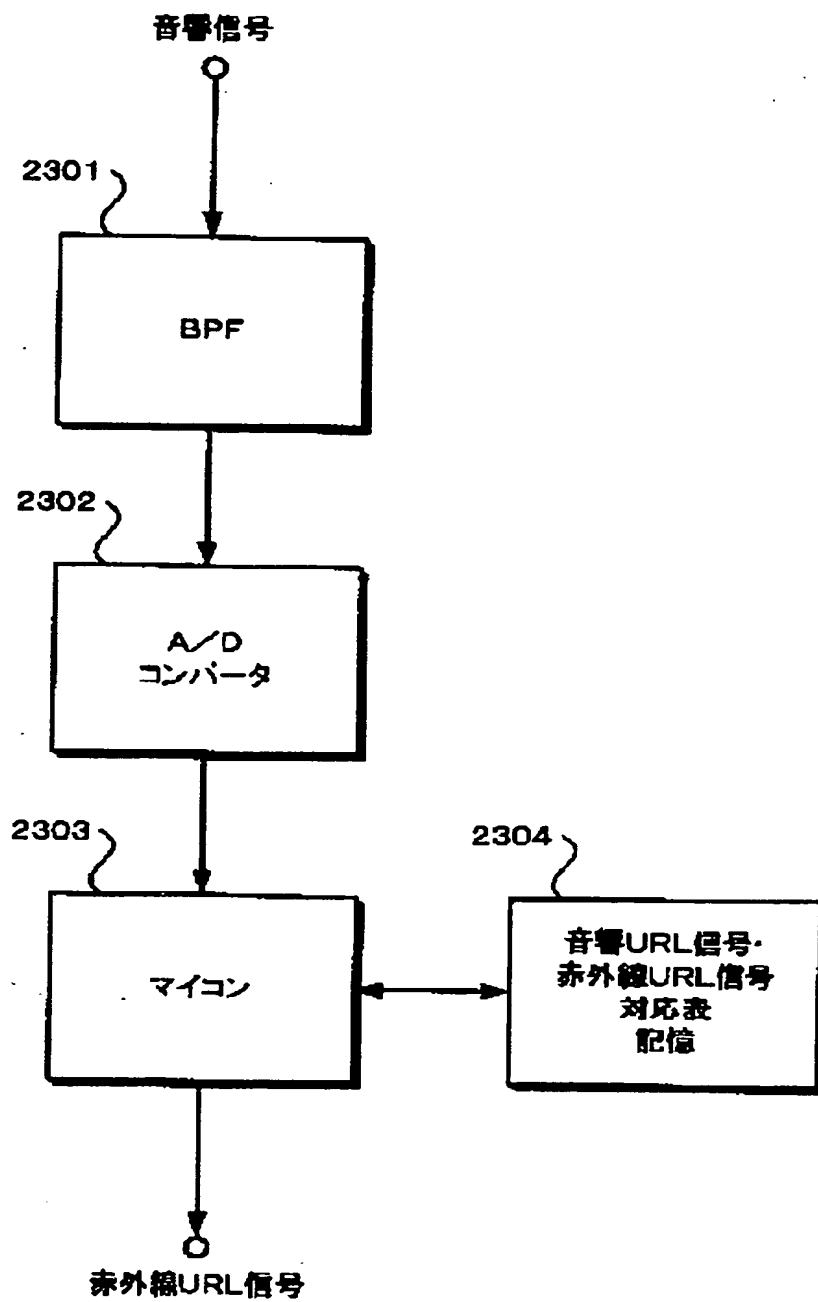 音響信号
2301
BPF
2302
A/D
コンバータ
2303
マイコン
2304
音響URL信号・
赤外線URL信号
対応表
記憶
赤外線URL信号